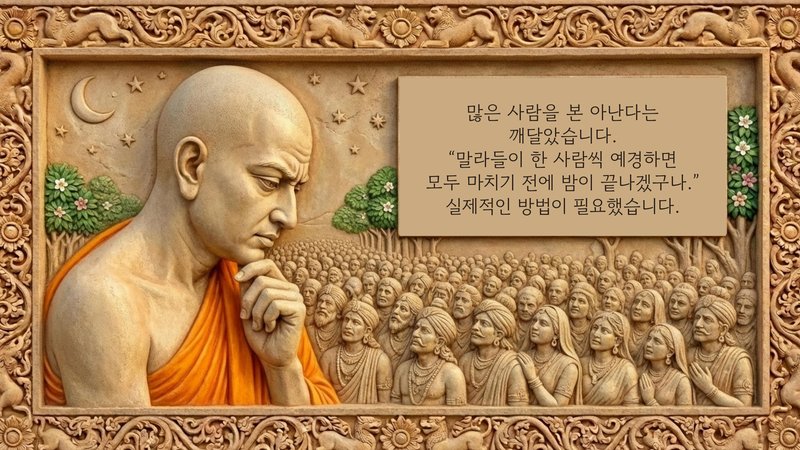 많은 사람을 본 아난다는
깨달았습니다.
“말라들이 한 사람씩 예경하면
모두 마치기 전에 밤이 끝나겠구나.”
실제적인 방법이 필요했습니다.